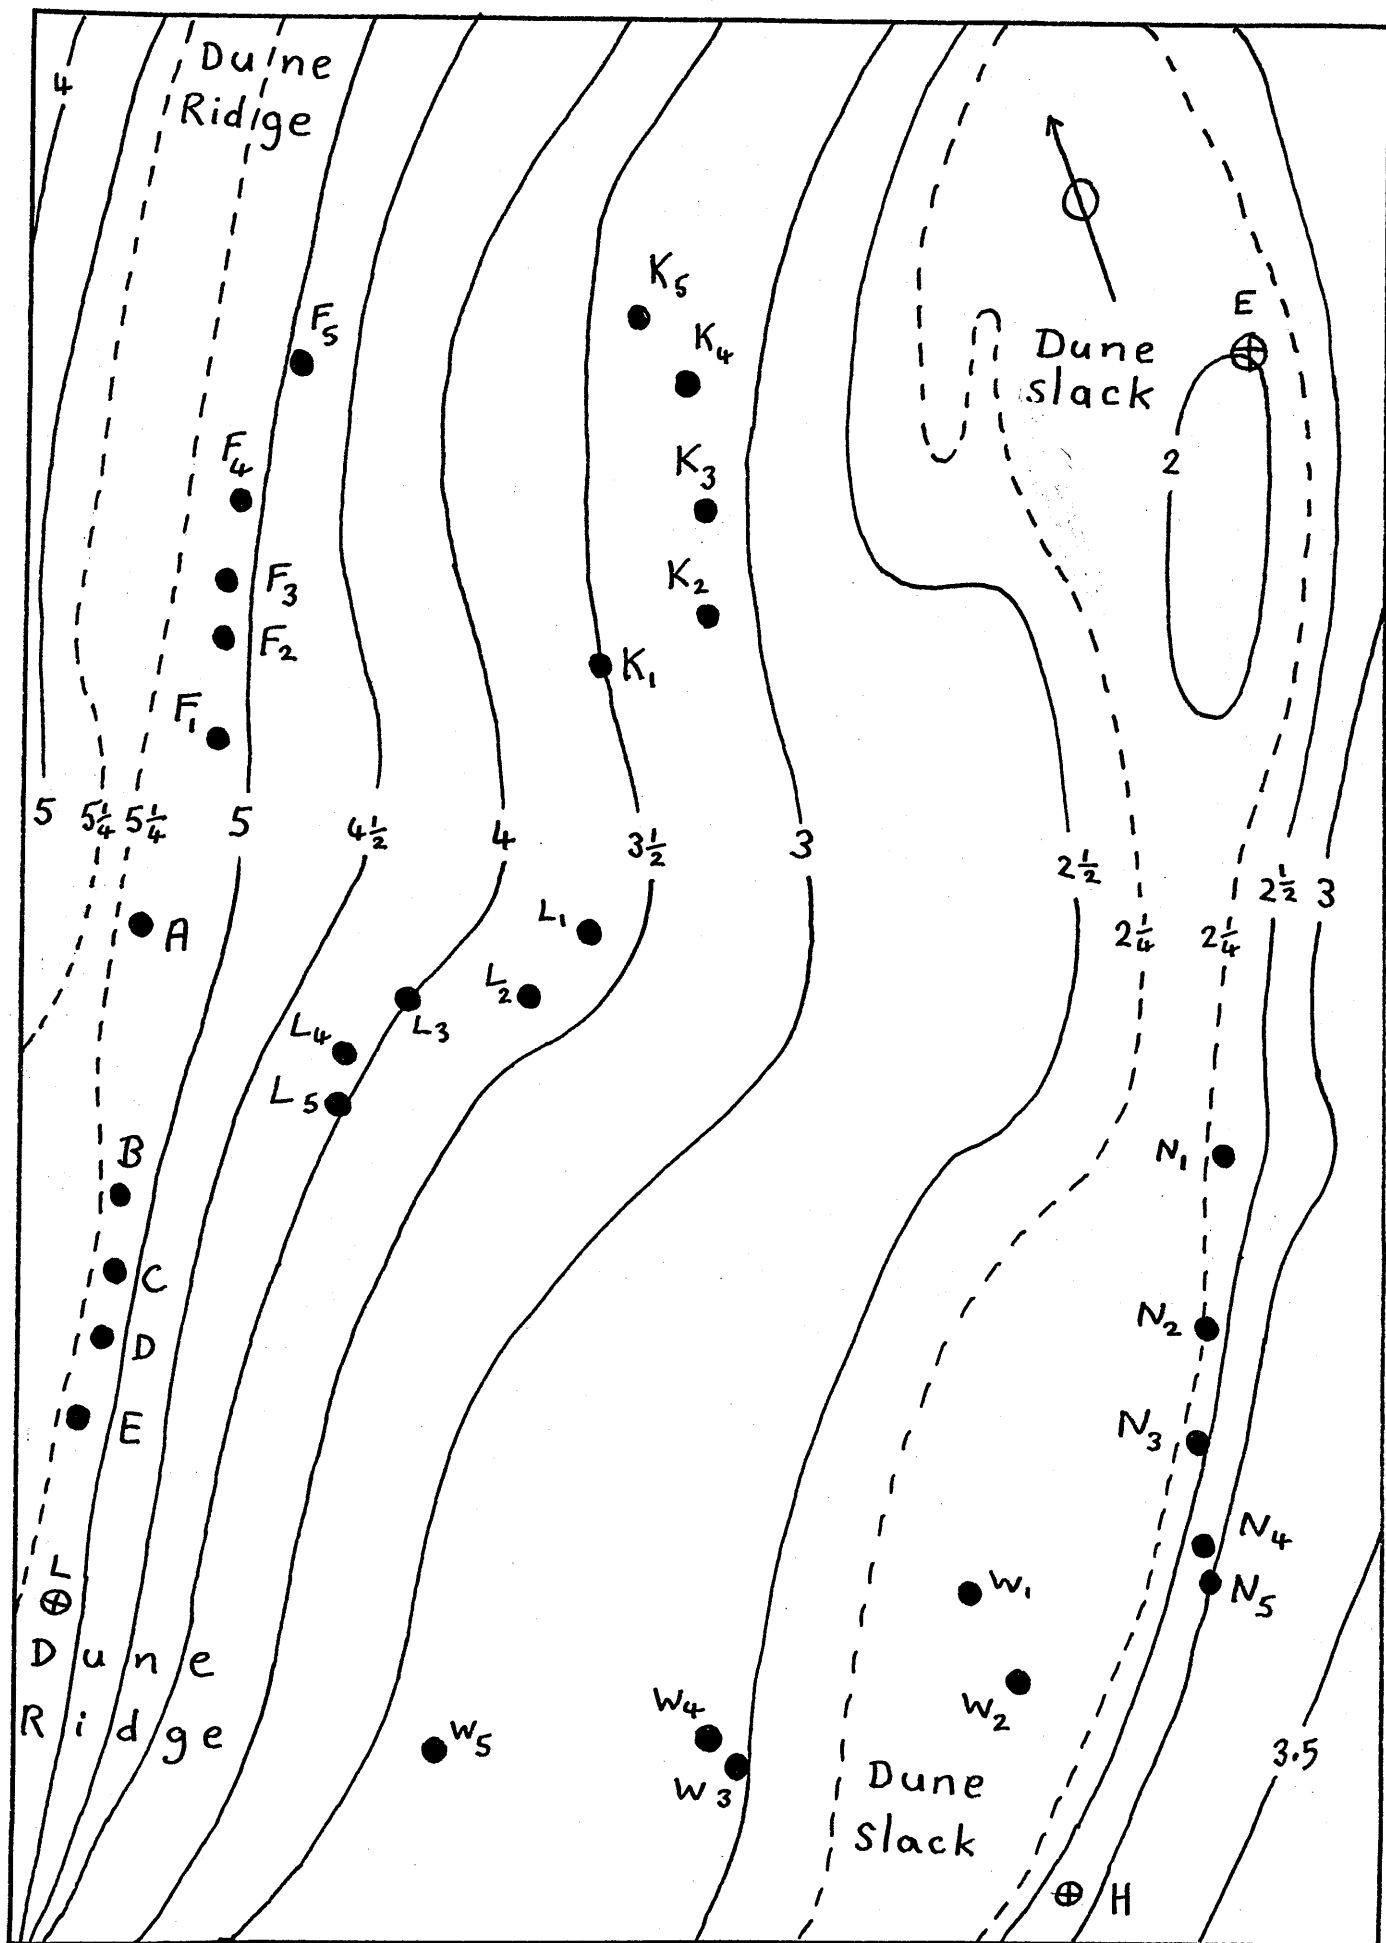 4
Dune
Ridge
K₅
E
F₅
K₄
Dune
slack
F₄
K₃
2
F₃
K₂
F₂
K₁
F₁
5 5¼ 5¼ 5 4½ 4 3½ 3 2½ 2½ 3
L₁
A
2¼ 2¼
L₂
L₃
L₄
L₅
B
N₁
C
N₂
D
E
N₃
N₄
L
W₁
N₅
Dune
W₄
W₂
Ridge
W₅
3.5
W₃
Dune
Slack
H